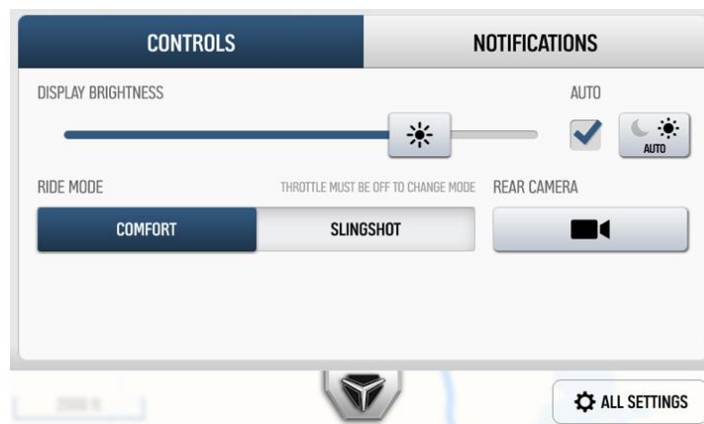 CONTROLS NOTIFICATIONS
DISPLAY BRIGHTNESS AUTO
AUTO
RIDE MODE THROTTLE MUST BE OFF TO CHANGE MODE REAR CAMERA
COMFORT SLINGSHOT
ALL SETTINGS